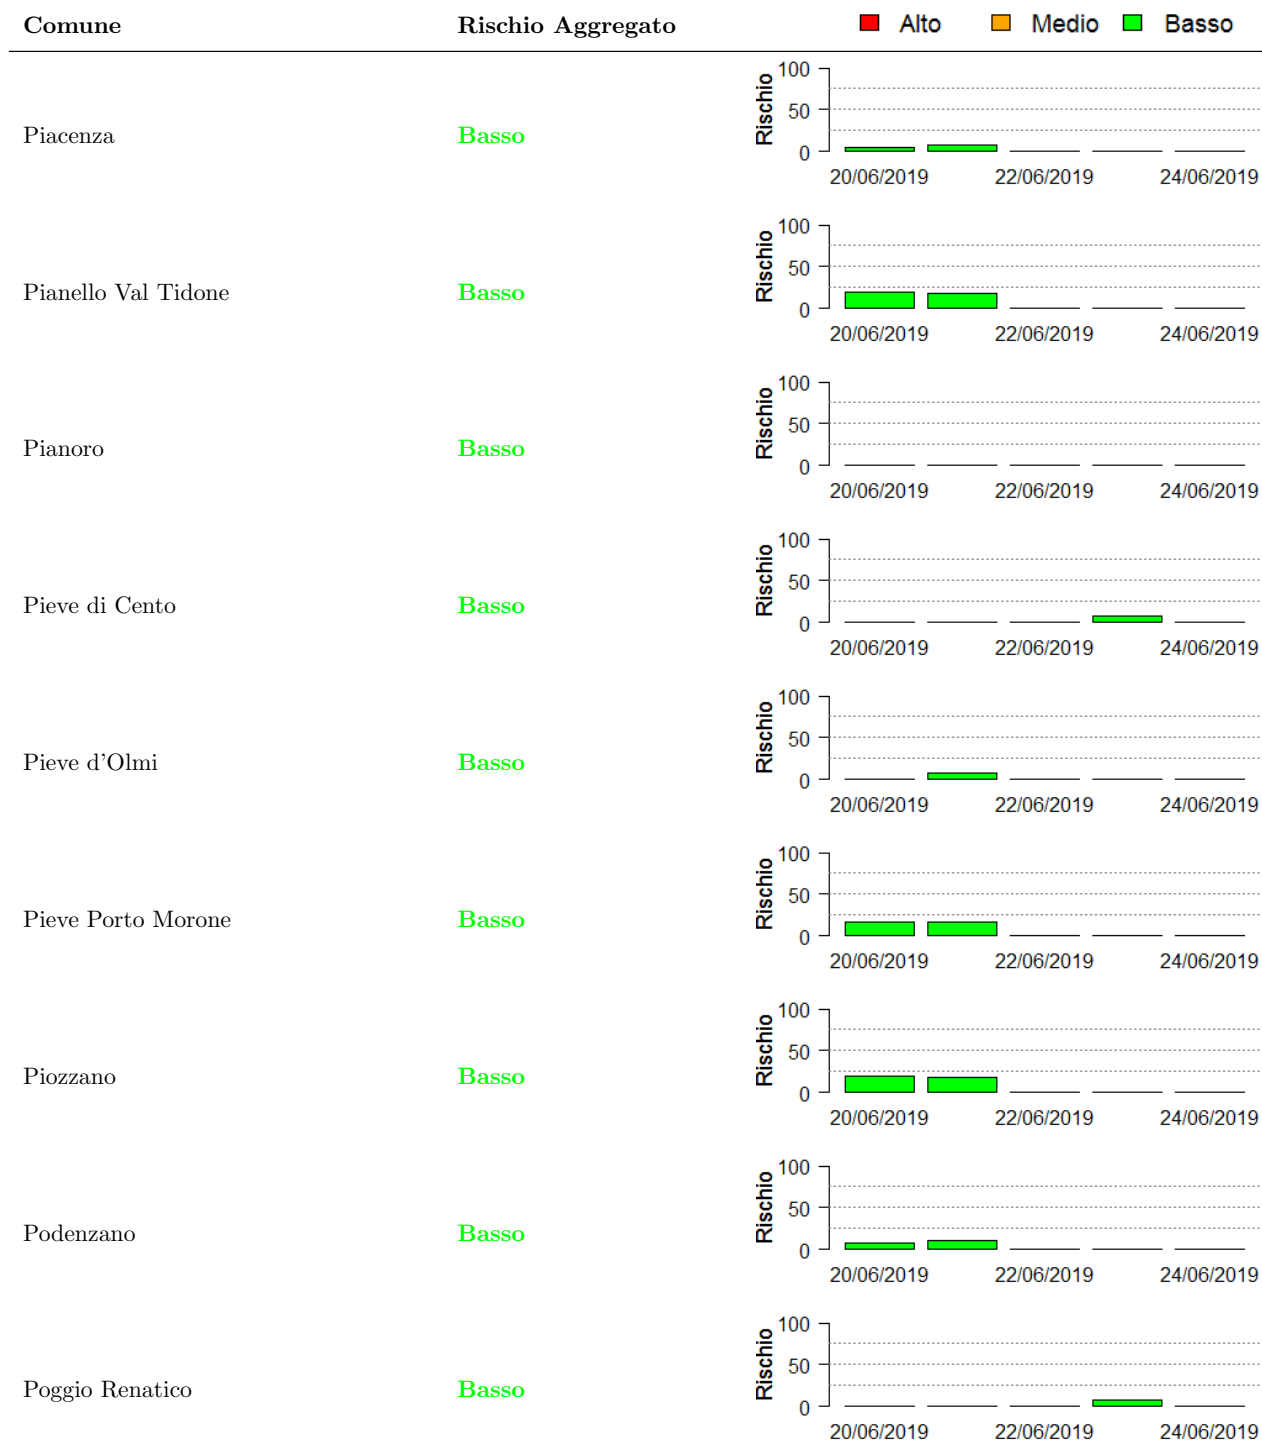 Comune Rischio Aggregato Alto Medio Basso
Piacenza Basso
Rischio
100
50
0
20/06/2019 22/06/2019 24/06/2019
Pianello Val Tidone Basso
Rischio
100
50
0
20/06/2019 22/06/2019 24/06/2019
Pianoro Basso
Rischio
100
50
0
20/06/2019 22/06/2019 24/06/2019
Pieve di Cento Basso
Rischio
100
50
0
20/06/2019 22/06/2019 24/06/2019
Pieve d'Olmi Basso
Rischio
100
50
0
20/06/2019 22/06/2019 24/06/2019
Pieve Porto Morone Basso
Rischio
100
50
0
20/06/2019 22/06/2019 24/06/2019
Piozzano Basso
Rischio
100
50
0
20/06/2019 22/06/2019 24/06/2019
Podenzano Basso
Rischio
100
50
0
20/06/2019 22/06/2019 24/06/2019
Poggio Renatico Basso
Rischio
100
50
0
20/06/2019 22/06/2019 24/06/2019